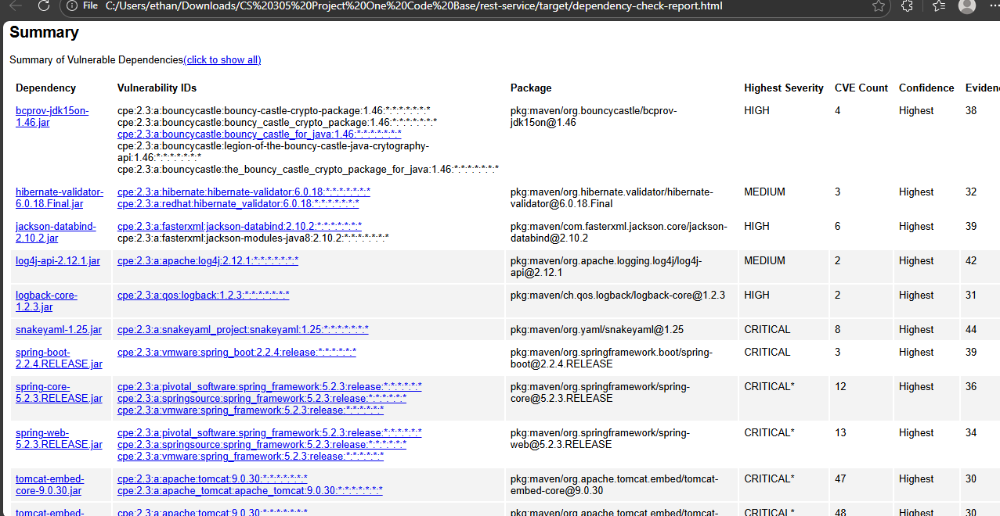 File C:/Users/ethan/Downloads/CS%20305%20Project%20One%20Code%20Base/rest-service/target/dependency-check-report.html
Summary
Summary of Vulnerable Dependencies(click to show all)
Dependency Vulnerability IDs Package Highest Severity CVE Count Confidence Eviden
bcprov-jdk15on- cpe:2.3:a:bouncycastle:bouncy-castle-crypto-package:1.46:*:*:*:*:*:*:* pkg:maven/org.bouncycastle/bcprov- HIGH 4 Highest 38
1.46.jar cpe:2.3:a:bouncycastle:bouncy_castle_crypto_package:1.46:*:*:*:*:*:*:* jdk15on@1.46
cpe:2.3:a:bouncycastle:bouncy_castle_for_java:1.46:*:*:*:*:*:*:*
cpe:2.3:a:bouncycastle:legion-of-the-bouncy-castle-java-crytography-
api:1.46:*:*:*:*:*:*:*
cpe:2.3:a:bouncycastle:the_bouncy_castle_crypto_package_for_java:1.46:*:*:*:*:*:*:*
hibernate-validator- cpe:2.3:a:hibernate:hibernate-validator:6.0.18:*:*:*:*:*:*:* pkg:maven/org.hibernate.validator/hibernate- MEDIUM 3 Highest 32
6.0.18.Final.jar cpe:2.3:a:redhat:hibernate_validator:6.0.18:*:*:*:*:*:*:* validator@6.0.18.Final
jackson-databind- cpe:2.3:a:fasterxml:jackson-databind:2.10.2:*:*:*:*:*:*:* pkg:maven/com.fasterxml.jackson.core/jackson- HIGH 6 Highest 39
2.10.2.jar cpe:2.3:a:fasterxml:jackson-modules-java8:2.10.2:*:*:*:*:*:*:* databind@2.10.2
log4j-api-2.12.1.jar cpe:2.3:a:apache:log4j:2.12.1:*:*:*:*:*:*:* pkg:maven/org.apache.logging.log4j/log4j- MEDIUM 2 Highest 42
api@2.12.1
logback-core- cpe:2.3:a:qos:logback:1.2.3:*:*:*:*:*:*:* pkg:maven/ch.qos.logback/logback-core@1.2.3 HIGH 2 Highest 31
1.2.3.jar
snakeyaml-1.25.jar cpe:2.3:a:snakeyaml_project:snakeyaml:1.25:*:*:*:*:*:*:* pkg:maven/org.yaml/snakeyaml@1.25 CRITICAL 8 Highest 44
spring-boot- cpe:2.3:a:vmware:spring_boot:2.2.4:release:*:*:*:*:*:* pkg:maven/org.springframework.boot/spring- CRITICAL 3 Highest 39
2.2.4.RELEASE.jar boot@2.2.4.RELEASE
spring-core- cpe:2.3:a:pivotal_software:spring_framework:5.2.3:release:*:*:*:*:*:* pkg:maven/org.springframework/spring- CRITICAL* 12 Highest 36
5.2.3.RELEASE.jar cpe:2.3:a:springsource:spring_framework:5.2.3:release:*:*:*:*:*:* core@5.2.3.RELEASE
cpe:2.3:a:vmware:spring_framework:5.2.3:release:*:*:*:*:*:*
spring-web- cpe:2.3:a:pivotal_software:spring_framework:5.2.3:release:*:*:*:*:*:* pkg:maven/org.springframework/spring- CRITICAL* 13 Highest 34
5.2.3.RELEASE.jar cpe:2.3:a:springsource:spring_framework:5.2.3:release:*:*:*:*:*:* web@5.2.3.RELEASE
cpe:2.3:a:vmware:spring_framework:5.2.3:release:*:*:*:*:*:*
tomcat-embed- cpe:2.3:a:apache:tomcat:9.0.30:*:*:*:*:*:*:* pkg:maven/org.apache.tomcat.embed/tomcat- CRITICAL* 47 Highest 30
core-9.0.30.jar cpe:2.3:a:apache_tomcat:apache_tomcat:9.0.30:*:*:*:*:*:*:* embed-core@9.0.30
tomcat-embed- cpe:2.3:a:apache:tomcat:9.0.30:*:*:*:*:*:*:* pkg:maven/org.apache.tomcat.embed/tomcat- CRITICAL* 48 Highest 30